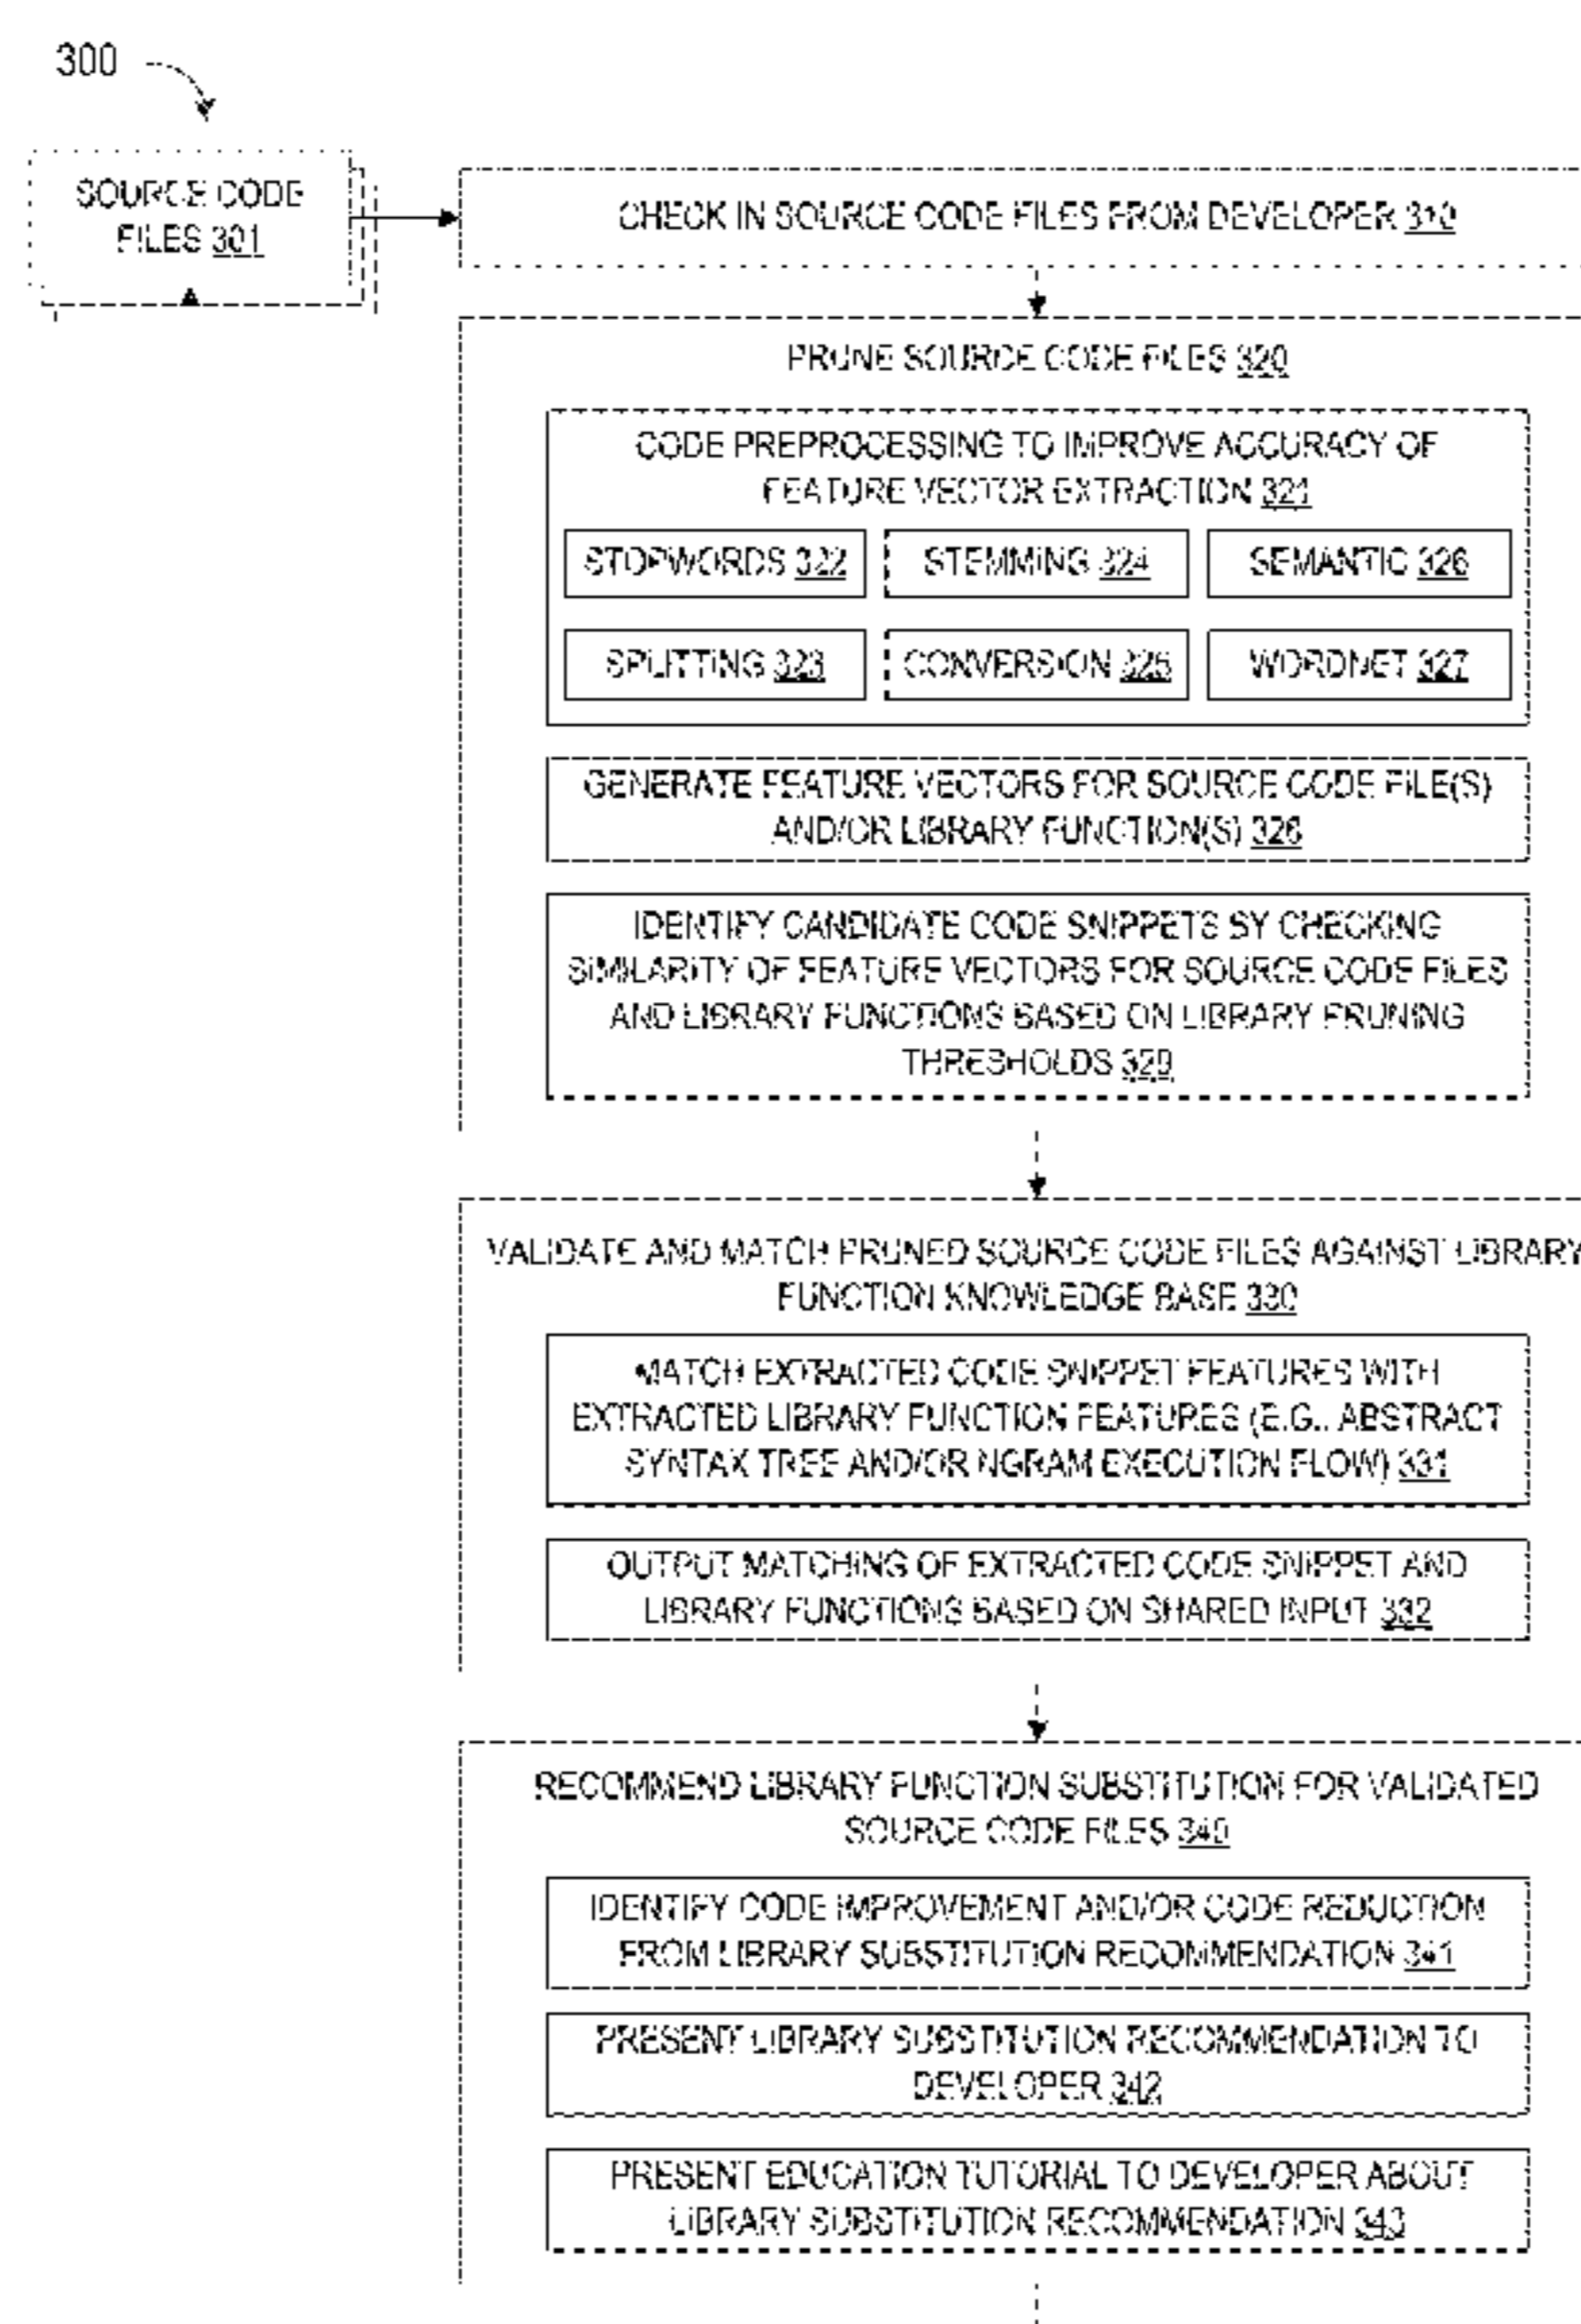 300
SOURCE CODE
FILES 301
CHECK IN SOURCE CODE FILES FROM DEVELOPER 310
PRUNE SOURCE CODE FILES 320
CODE PREPROCESSING TO IMPROVE ACCURACY OF
FEATURE VECTOR EXTRACTION 321
STOPWORDS 322
STEMMING 324
SEMANTIC 326
SPLITTING 323
CONVERSION 325
WORDNET 327
GENERATE FEATURE VECTORS FOR SOURCE CODE FILE(S)
AND/OR LIBRARY FUNCTION(S) 328
IDENTIFY CANDIDATE CODE SNIPPETS BY CHECKING
SIMILARITY OF FEATURE VECTORS FOR SOURCE CODE FILES
AND LIBRARY FUNCTIONS BASED ON LIBRARY PRUNING
THRESHOLDS 329
VALIDATE AND MATCH PRUNED SOURCE CODE FILES AGAINST LIBRARY
FUNCTION KNOWLEDGE BASE 330
MATCH EXTRACTED CODE SNIPPET FEATURES WITH
EXTRACTED LIBRARY FUNCTION FEATURES (E.G., ABSTRACT
SYNTAX TREE AND/OR NGRAM EXECUTION FLOW) 331
OUTPUT MATCHING OF EXTRACTED CODE SNIPPET AND
LIBRARY FUNCTIONS BASED ON SHARED INPUT 332
RECOMMEND LIBRARY FUNCTION SUBSTITUTION FOR VALIDATED
SOURCE CODE FILES 340
IDENTIFY CODE IMPROVEMENT AND/OR CODE REDUCTION
FROM LIBRARY SUBSTITUTION RECOMMENDATION 341
PRESENT LIBRARY SUBSTITUTION RECOMMENDATION TO
DEVELOPER 342
PRESENT EDUCATION TUTORIAL TO DEVELOPER ABOUT
LIBRARY SUBSTITUTION RECOMMENDATION 343